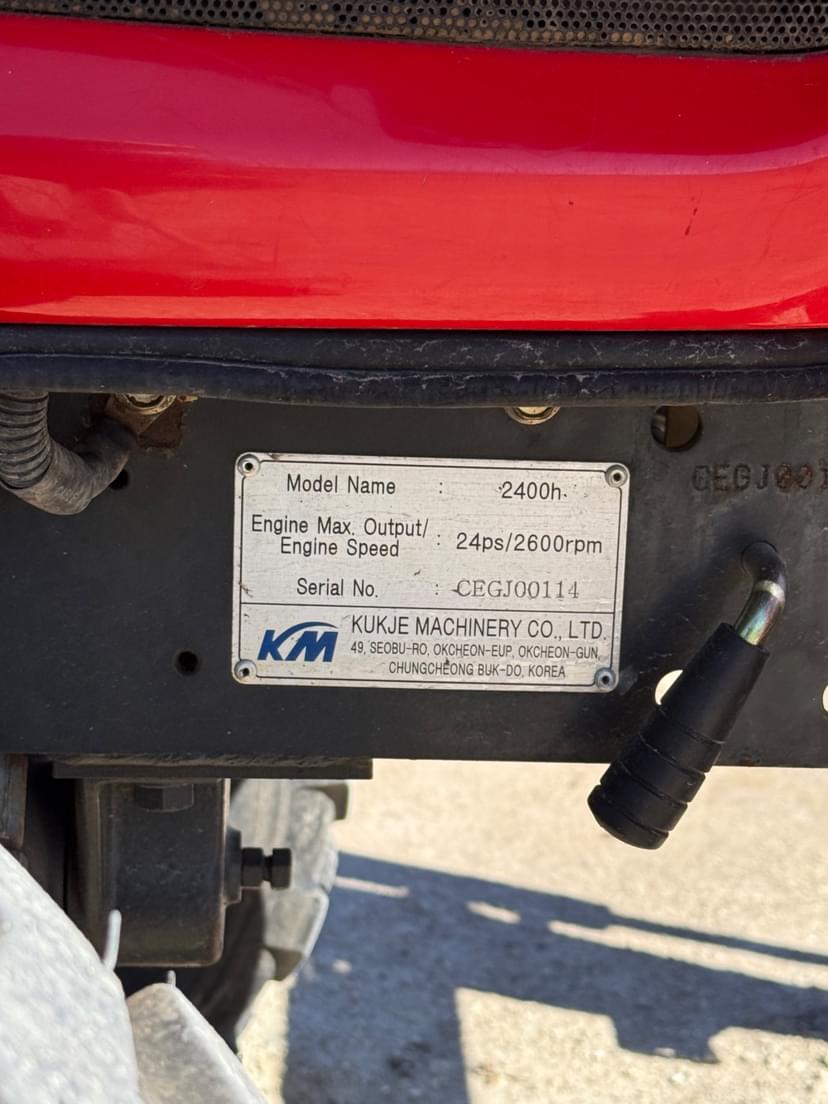 Model Name : 2400h
Engine Max. Output/
Engine Speed : 24ps/2600rpm
Serial No. : CEGJ00114
KM
KUKJE MACHINERY CO., LTD.
49, SEOBU-RO, OKCHEON-EUP, OKCHEON-GUN,
CHUNGCHEONG BUK-DO, KOREA
CEGJ001